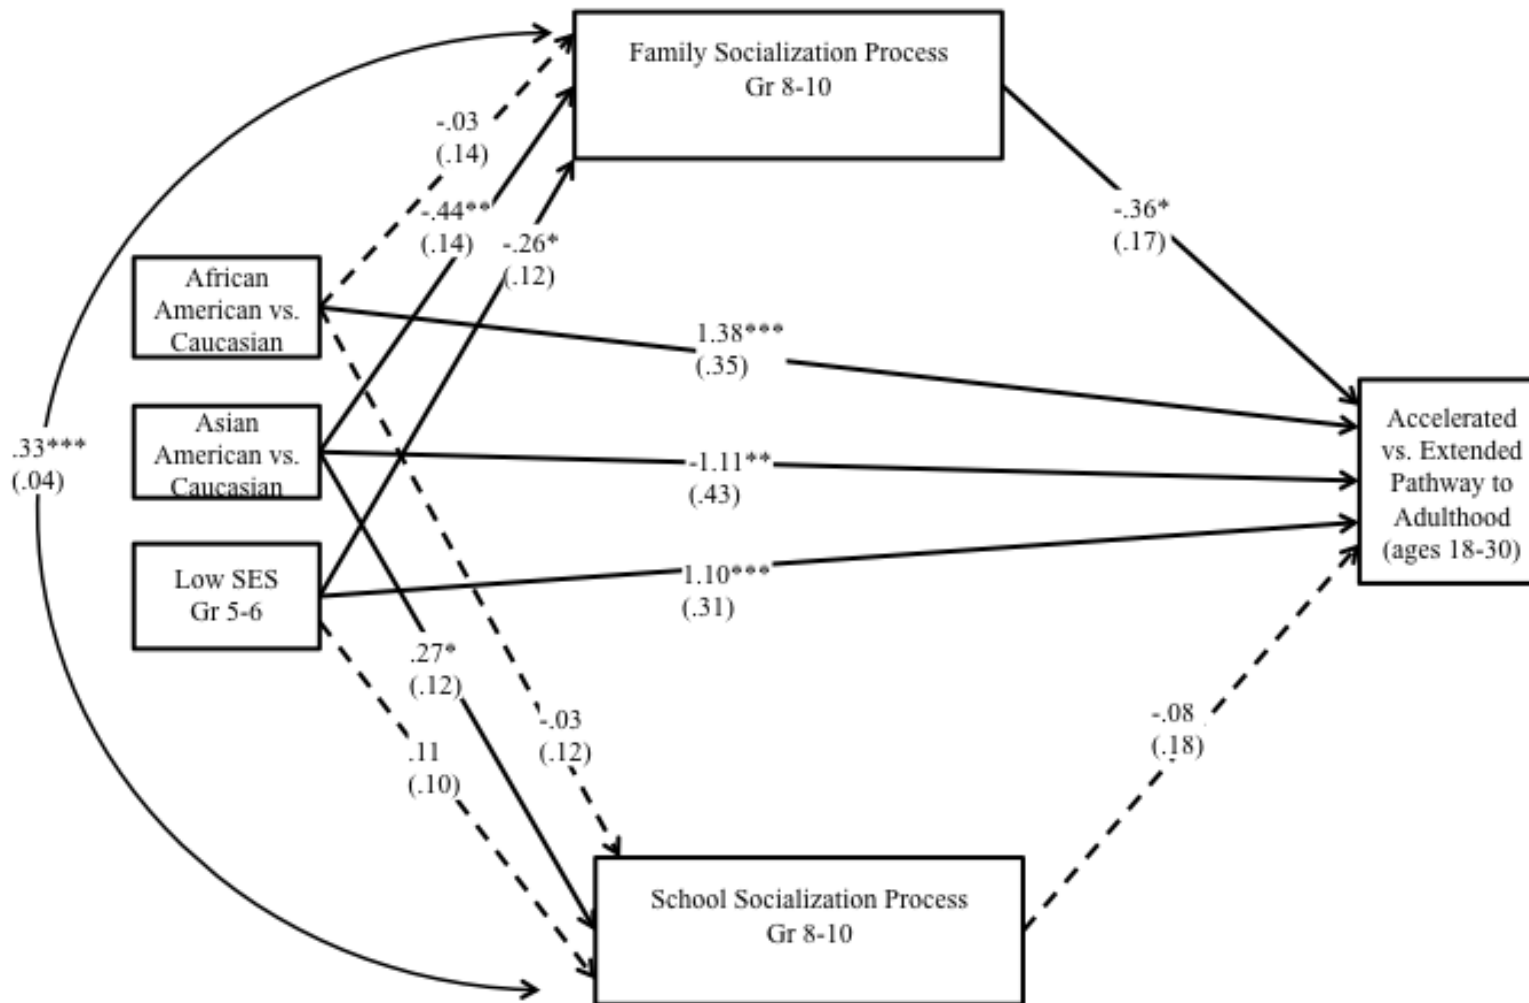 Family Socialization Process
Gr 8-10
-.03
(.14)
-.44**
(.14)
-.26*
(.12)
-.36*
(.17)
African
American vs.
Caucasian
1.38***
(.35)
Asian
American vs.
Caucasian
.33***
(.04)
-1.11**
(.43)
Accelerated
vs. Extended
Pathway to
Adulthood
(ages 18-30)
Low SES
Gr 5-6
1.10***
(.31)
.27*
(.12)
-.03
(.12)
.11
(.10)
-.08
(.18)
School Socialization Process
Gr 8-10